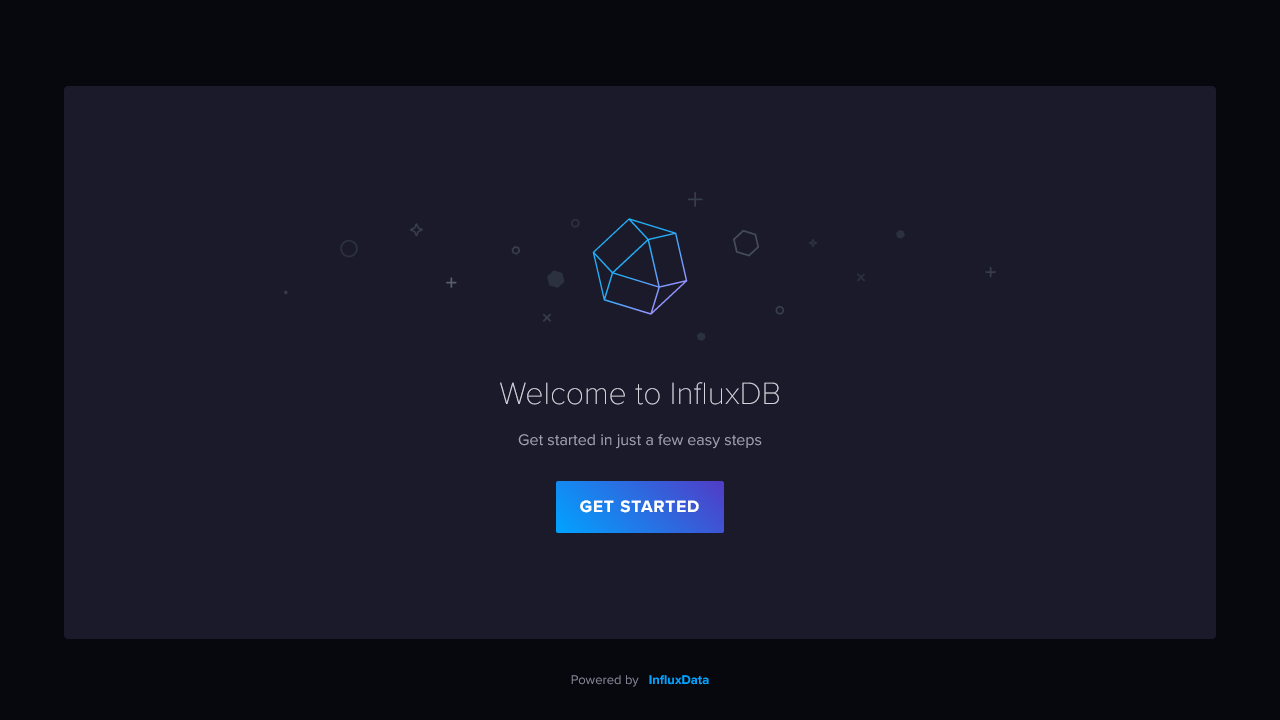 Welcome to InfluxDB
Get started in just a few easy steps
GET STARTED
Powered by InfluxData